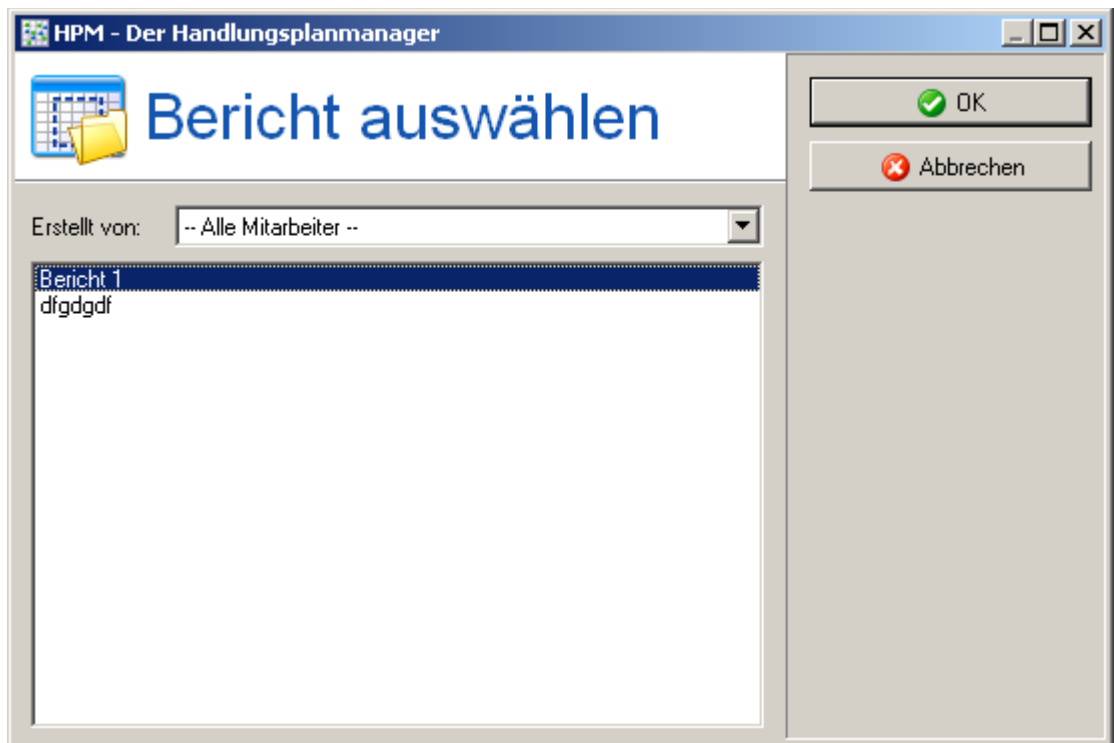 HPM - Der Handlungsplanmanager
Bericht auswählen
OK
Abbrechen
Erstellt von:
-- Alle Mitarbeiter --
Bericht 1
dfgdgdf